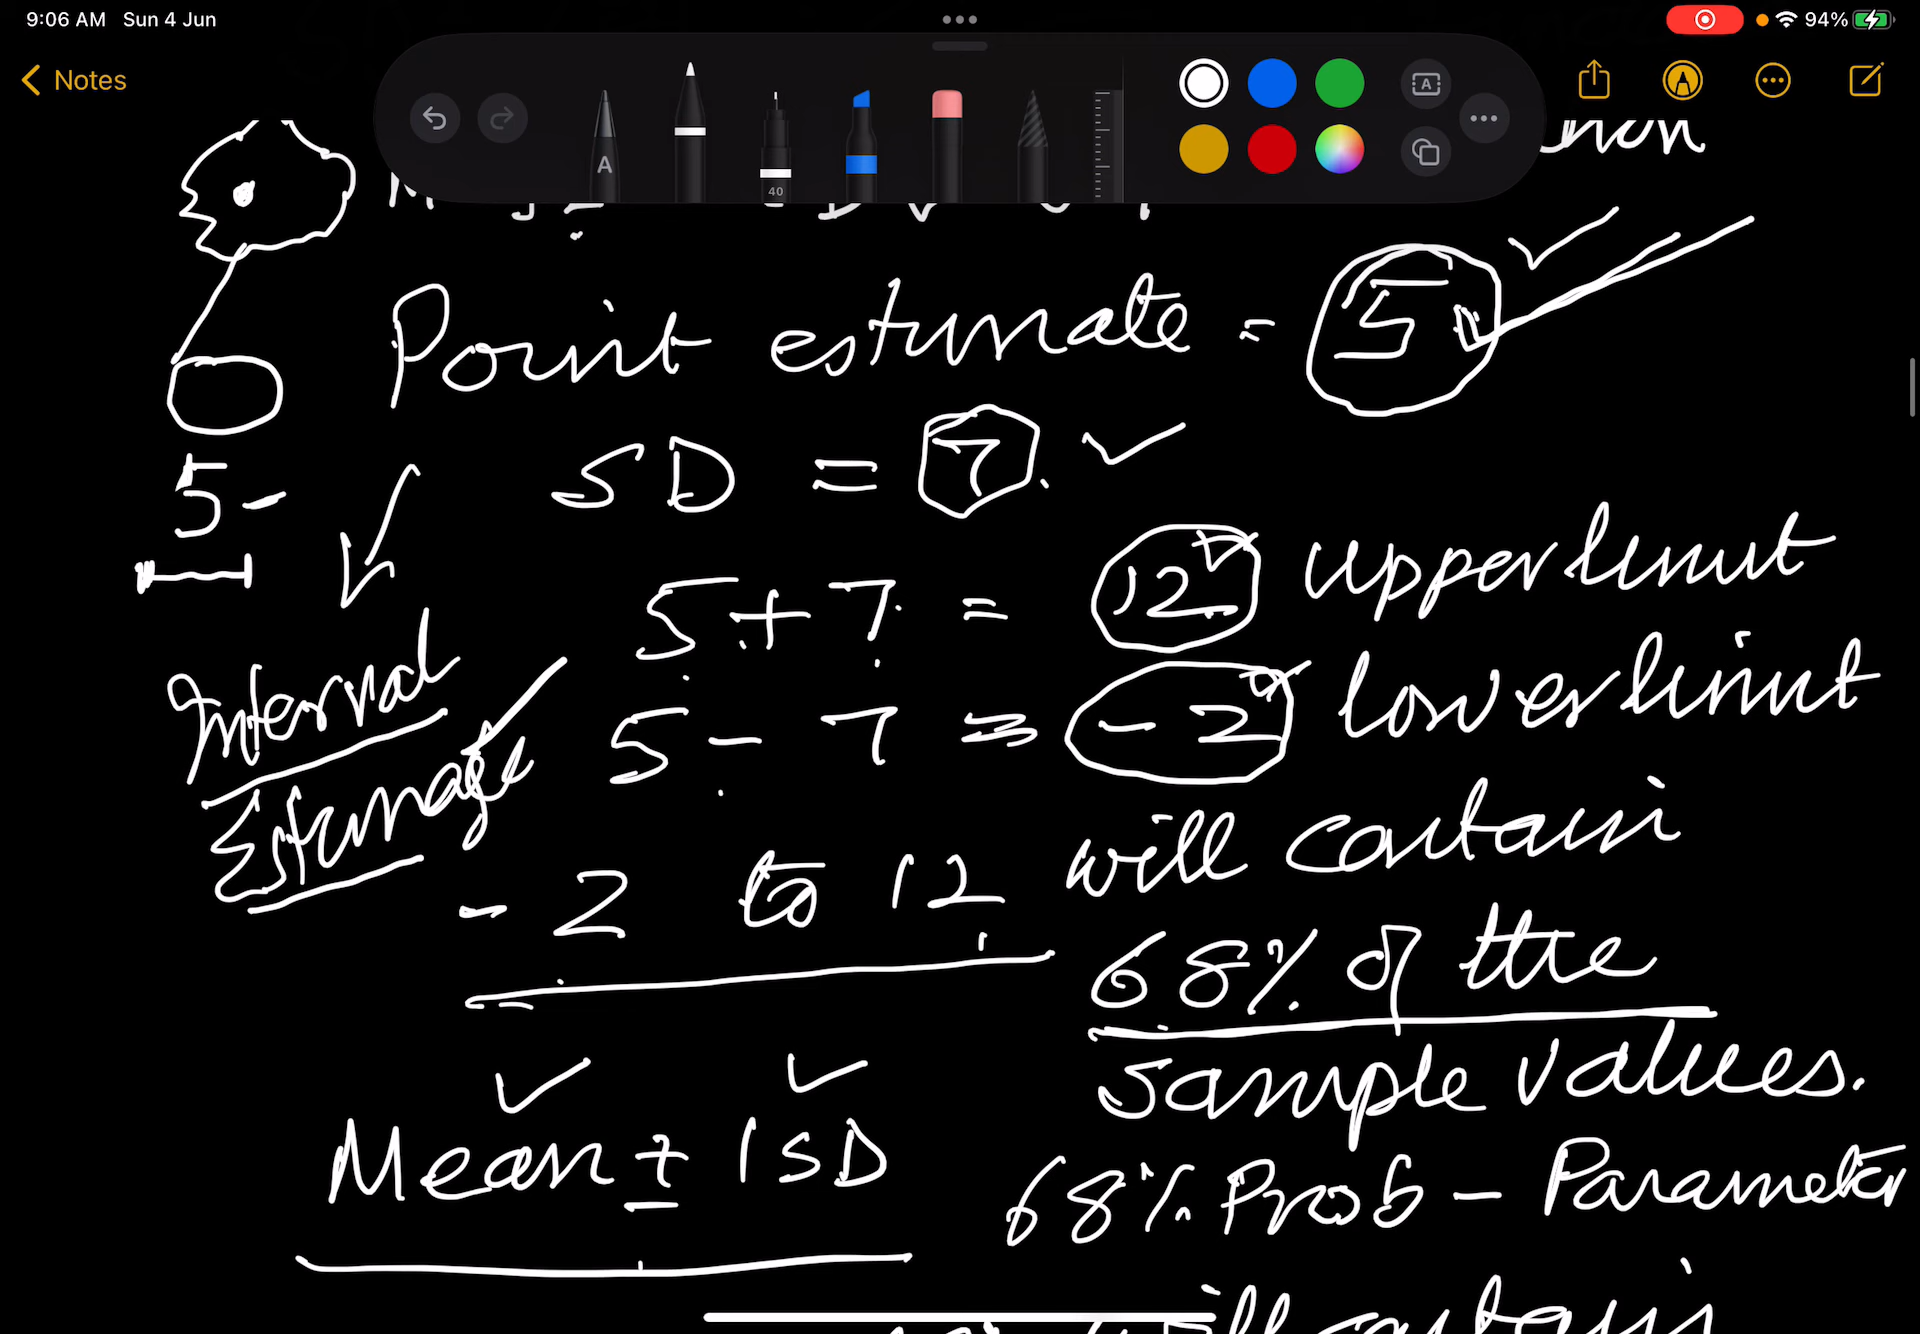 9:06 AM Sun 4 Jun
94%
Notes
A
40
A
Point estimate = 5
SD = 7.
5-
5 + 7 = 12 upper limit
5 - 7 = -2 lower limit
Interval
Estimate
-2 to 12 will contain
68% of the
sample values.
Mean ± 1SD
68% Prob - Parameter
will contain